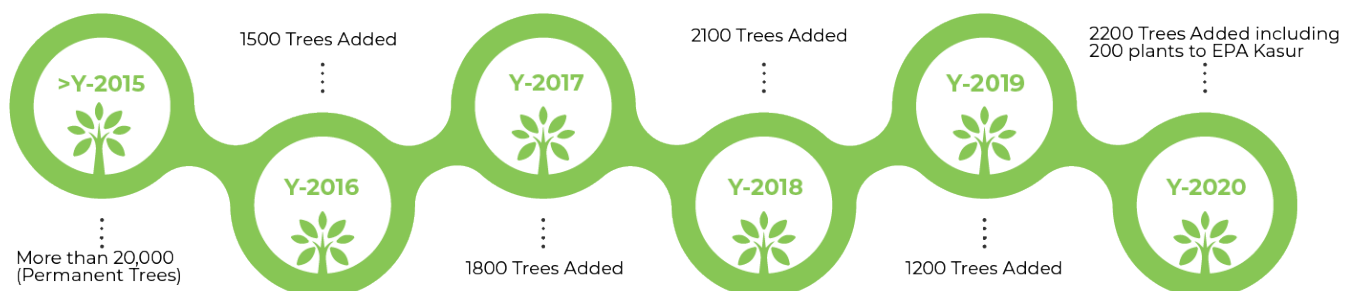 >Y-2015
More than 20,000
(Permanent Trees)
1500 Trees Added
Y-2016
Y-2017
1800 Trees Added
2100 Trees Added
Y-2018
Y-2019
1200 Trees Added
2200 Trees Added including
200 plants to EPA Kasur
Y-2020